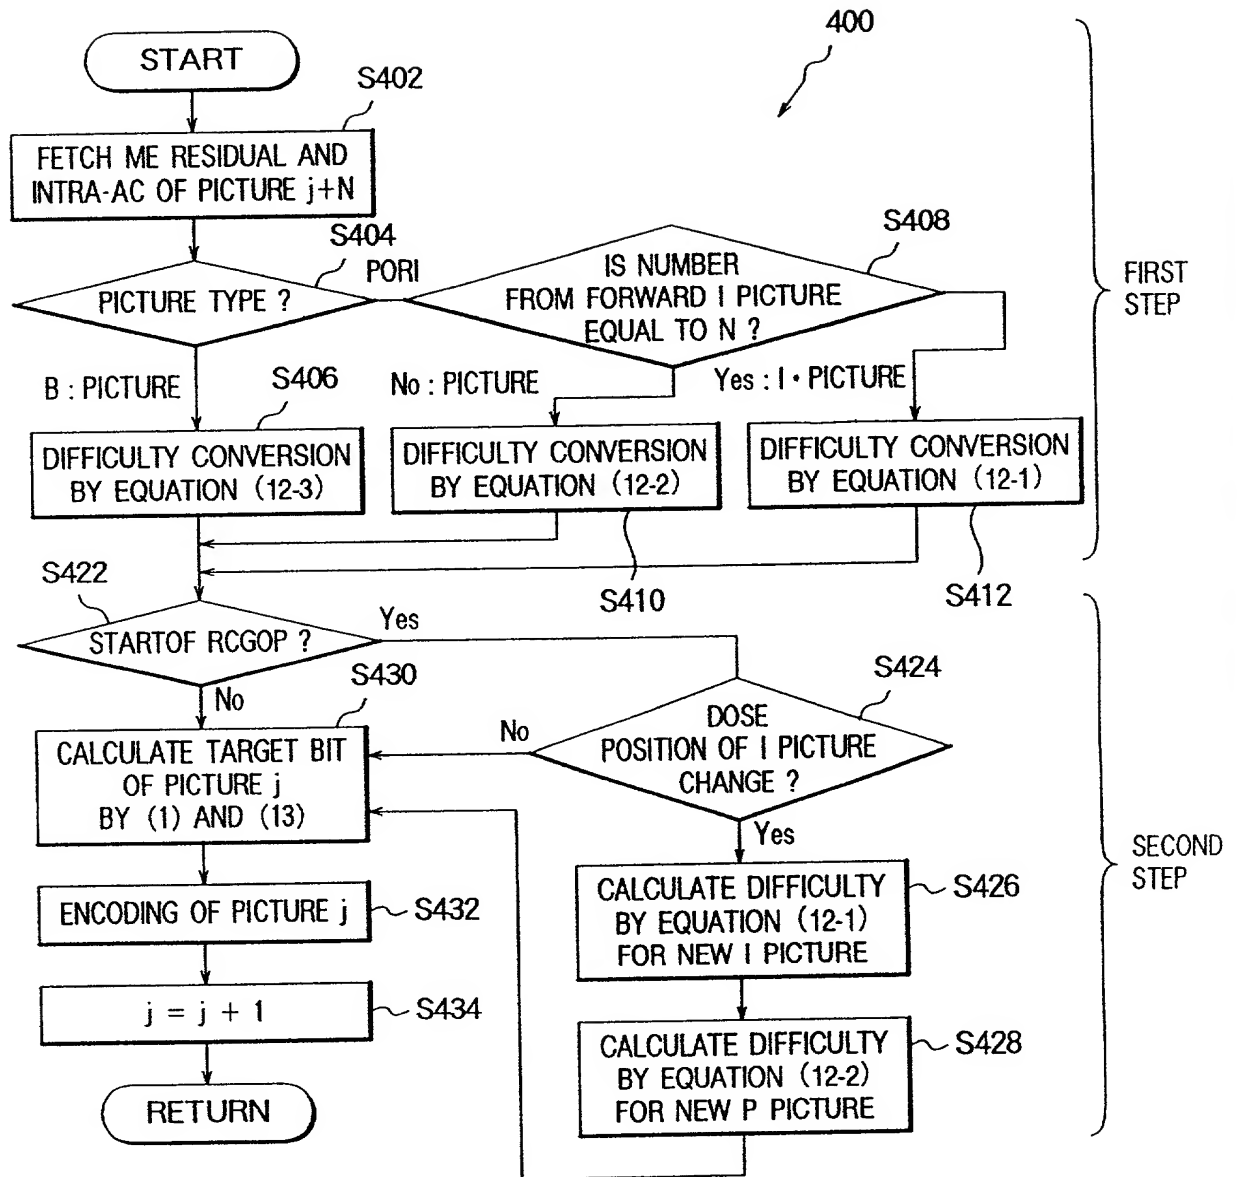 400
START
S402
FETCH ME RESIDUAL AND
INTRA-AC OF PICTURE j+N
S404
PORI
S408
PICTURE TYPE ?
IS NUMBER
FROM FORWARD I PICTURE
EQUAL TO N ?
FIRST
STEP
B : PICTURE
S406
No : PICTURE
Yes : I · PICTURE
DIFFICULTY CONVERSION
BY EQUATION (12-3)
DIFFICULTY CONVERSION
BY EQUATION (12-2)
DIFFICULTY CONVERSION
BY EQUATION (12-1)
S422
S410
S412
STARTOF RCGOP ?
Yes
No
S430
S424
CALCULATE TARGET BIT
OF PICTURE j
BY (1) AND (13)
No
DOSE
POSITION OF I PICTURE
CHANGE ?
Yes
SECOND
STEP
ENCODING OF PICTURE j
S432
CALCULATE DIFFICULTY
BY EQUATION (12-1)
FOR NEW I PICTURE
S426
j = j + 1
S434
CALCULATE DIFFICULTY
BY EQUATION (12-2)
FOR NEW P PICTURE
S428
RETURN